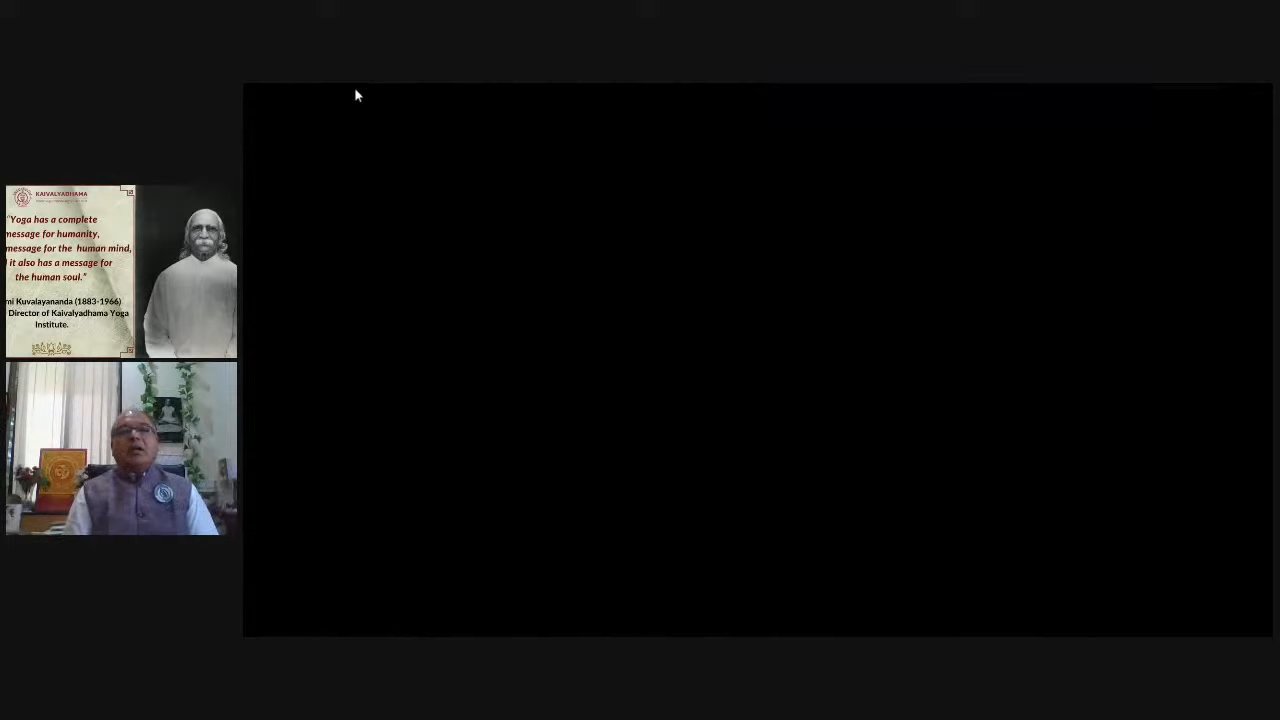 KAIVALYADHAMA
"Yoga has a complete
message for humanity,
message for the human mind,
it also has a message for
the human soul."
mi Kuvalayananda (1883-1966)
Director of Kaivalyadhama Yoga
Institute.